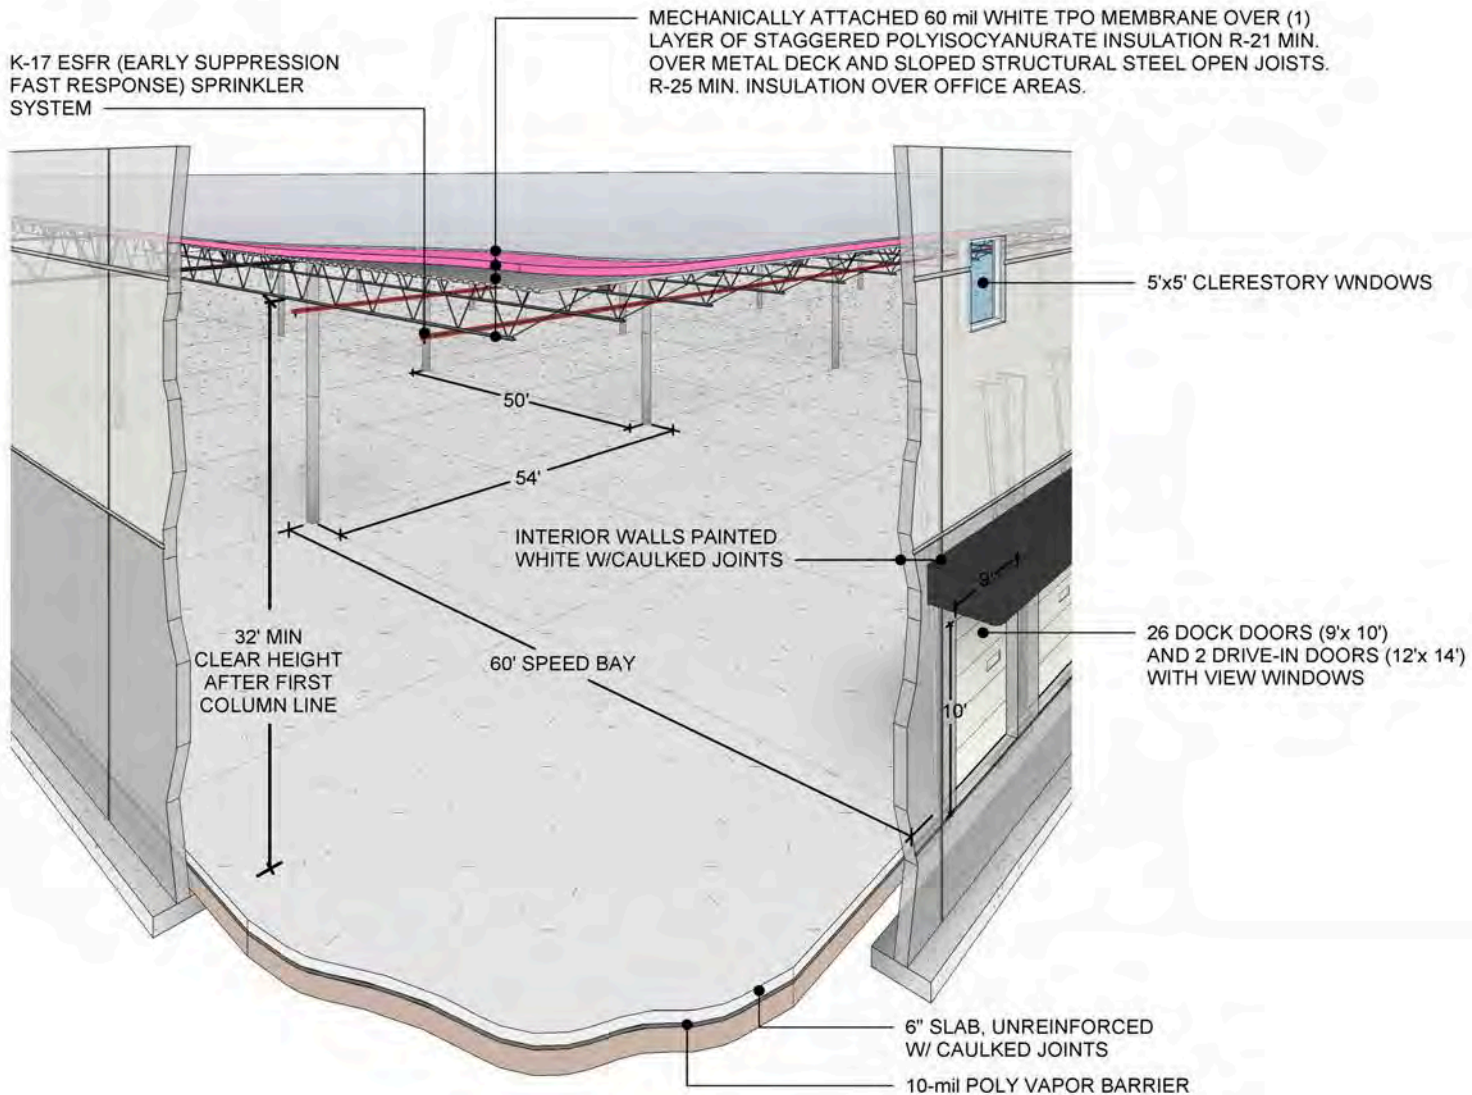 MECHANICALLY ATTACHED 60 mil WHITE TPO MEMBRANE OVER (1)
LAYER OF STAGGERED POLYISOCYANURATE INSULATION R-21 MIN.
OVER METAL DECK AND SLOPED STRUCTURAL STEEL OPEN JOISTS.
R-25 MIN. INSULATION OVER OFFICE AREAS.
K-17 ESFR (EARLY SUPPRESSION
FAST RESPONSE) SPRINKLER
SYSTEM
5'x5' CLERESTORY WNDOWS
50'
54'
INTERIOR WALLS PAINTED
WHITE W/CAULKED JOINTS
9'
32' MIN
CLEAR HEIGHT
AFTER FIRST
COLUMN LINE
60' SPEED BAY
26 DOCK DOORS (9'x 10')
AND 2 DRIVE-IN DOORS (12'x 14')
WITH VIEW WINDOWS
10'
6" SLAB, UNREINFORCED
W/ CAULKED JOINTS
10-mil POLY VAPOR BARRIER